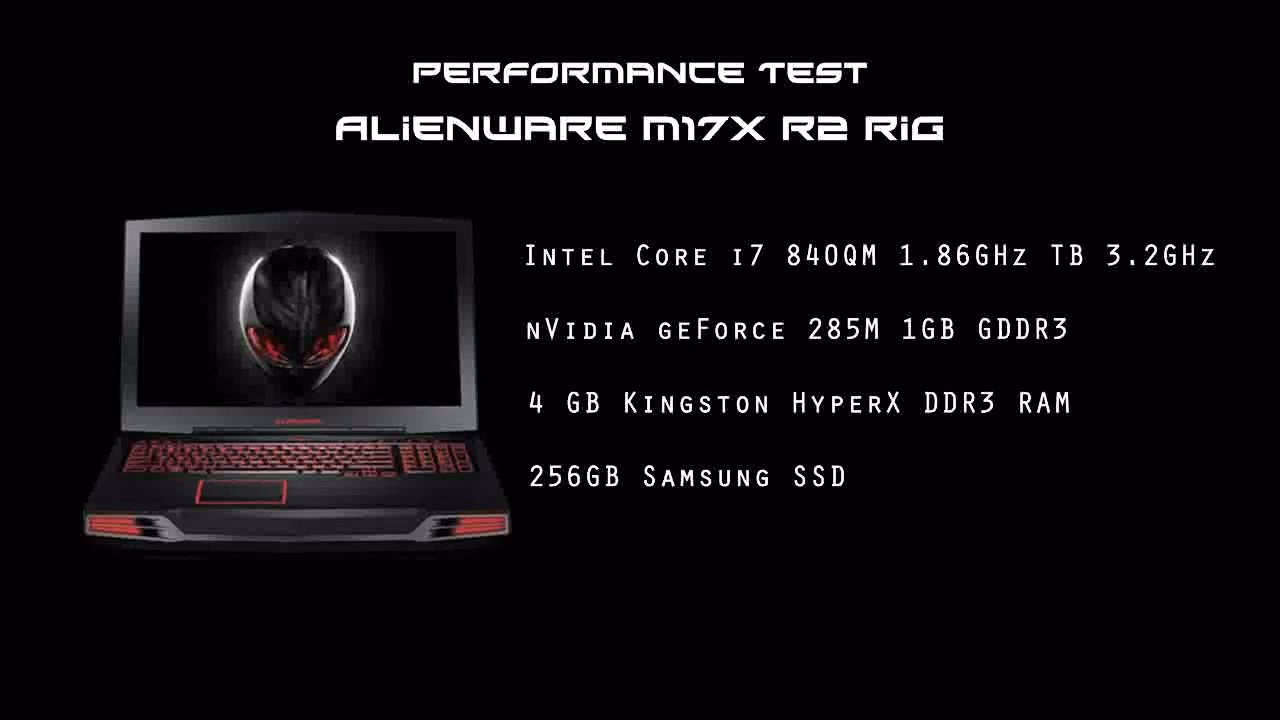 PERFORMANCE TEST
ALiENWARE M17X R2 RiG
Intel Core i7 840QM 1.86GHz TB 3.2GHz
nVidia geForce 285M 1GB GDDR3
4 GB Kingston HyperX DDR3 RAM
256GB Samsung SSD